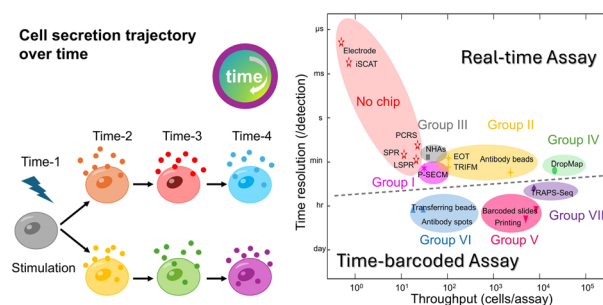 Cell secretion trajectory
over time
time
Time-1
Time-2
Time-3
Time-4
Stimulation
Time resolution (/detection)
μs
ms
s
min
hr
day
Real-time Assay
Electrode
iSCAT
No chip
PCRS
SPR
LSPR
Group III
NHAs
Group II
EOT
TRIFM
Antibody beads
Group IV
DropMap
Group I
P-SECM
TRAPS-Seq
Group VII
Transferring beads
Antibody spots
Group VI
Barcoded slides
Printing
Group V
Time-barcoded Assay
10⁰
10¹
10²
10³
10⁴
10⁵
Throughput (cells/assay)